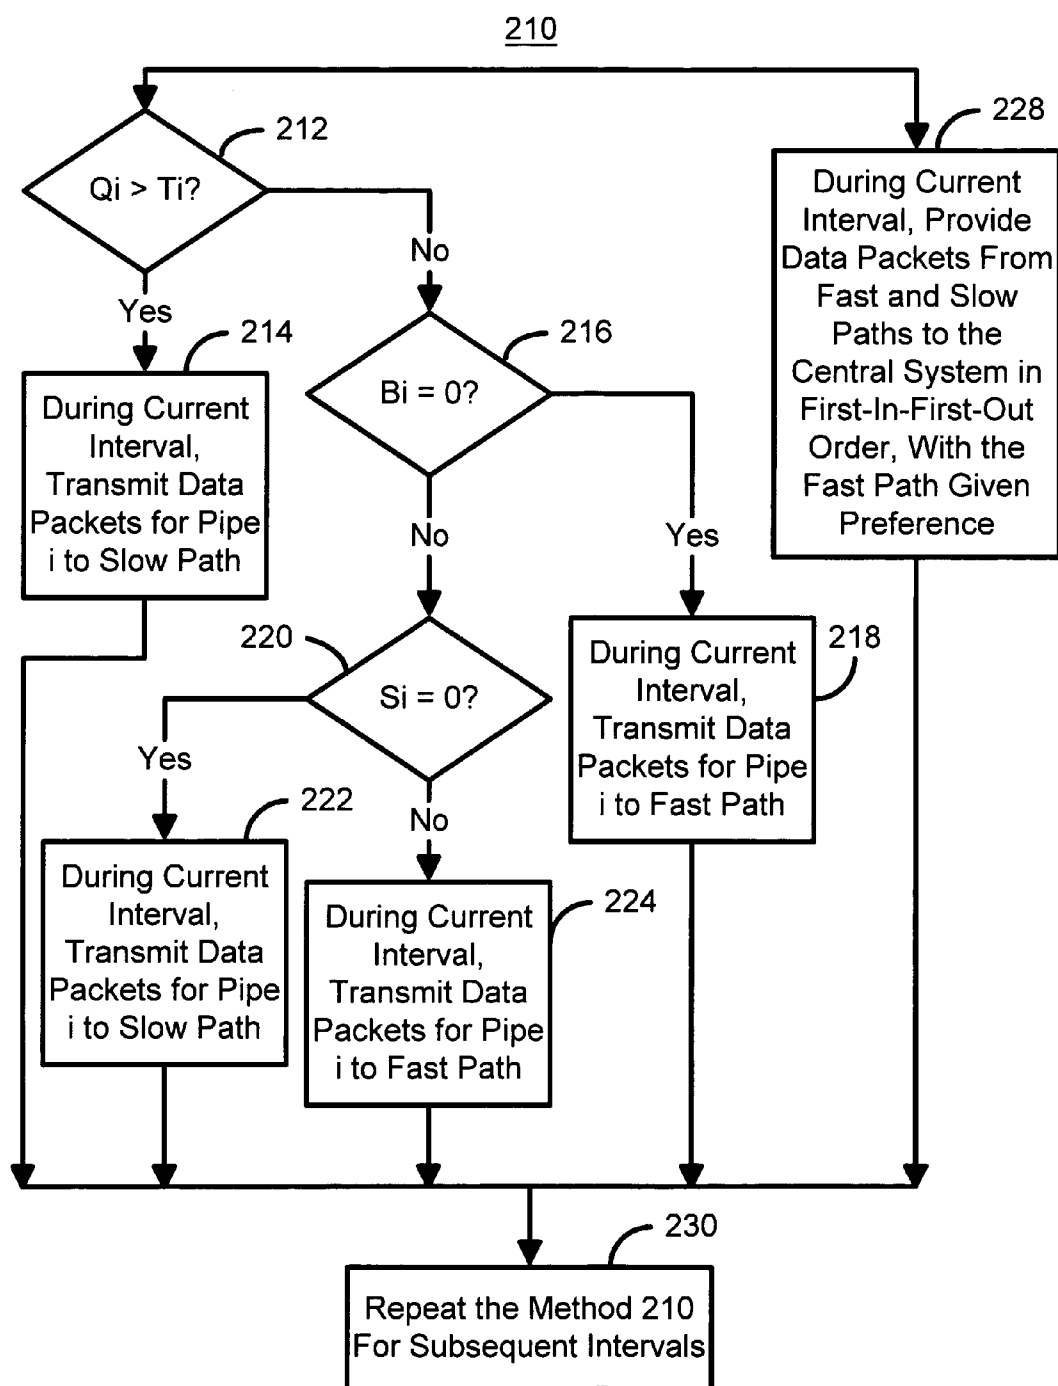 210
212
Qi > Ti?
Yes
No
214
During Current
Interval,
Transmit Data
Packets for Pipe
i to Slow Path
216
Bi = 0?
No
Yes
218
During Current
Interval,
Transmit Data
Packets for Pipe
i to Fast Path
220
Si = 0?
Yes
No
222
During Current
Interval,
Transmit Data
Packets for Pipe
i to Slow Path
224
During Current
Interval,
Transmit Data
Packets for Pipe
i to Fast Path
228
During Current
Interval, Provide
Data Packets From
Fast and Slow
Paths to the
Central System in
First-In-First-Out
Order, With the
Fast Path Given
Preference
230
Repeat the Method 210
For Subsequent Intervals